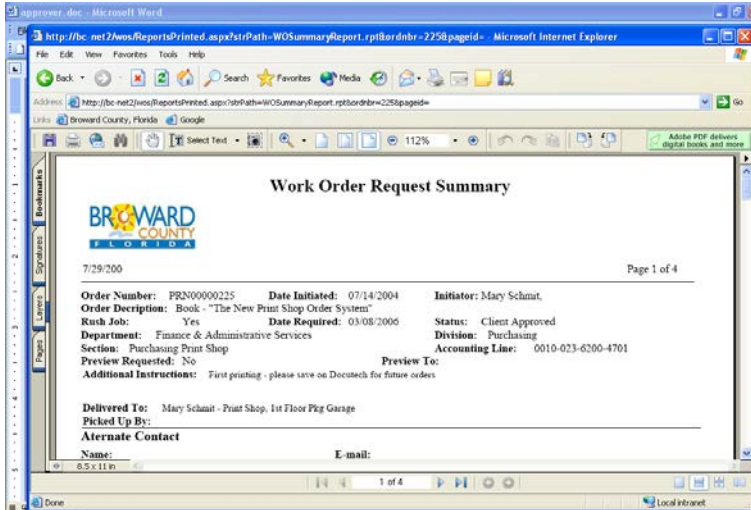 approver.doc - Microsoft Word
http://bc-net2/wos/ReportsPrinted.aspx?strPath=WOSummaryReport.rpt&ordnbr=225&pageid= - Microsoft Internet Explorer
File Edit View Favorites Tools Help
Back Search Favorites Media
Address http://bc-net2/wos/ReportsPrinted.aspx?strPath=WOSummaryReport.rpt&ordnbr=225&pageid= Go
Links Broward County, Florida Google
Select Text 112% Adobe PDF delivers
digital books and more
Bookmarks
Signatures
Layers
Pages
Work Order Request Summary
BROWARD
COUNTY
FLORIDA
7/29/200 Page 1 of 4
Order Number: PRN00000225 Date Initiated: 07/14/2004 Initiator: Mary Schmit,
Order Decription: Book - "The New Print Shop Order System"
Rush Job: Yes Date Required: 03/08/2006 Status: Client Approved
Department: Finance & Administrative Services Division: Purchasing
Section: Purchasing Print Shop Accounting Line: 0010-023-6200-4701
Preview Requested: No Preview To:
Additional Instructions: First printing - please save on Docutech for future orders
Delivered To: Mary Schmit - Print Shop, 1st Floor Pkg Garage
Picked Up By:
Aternate Contact
Name: E-mail:
8.5 x 11 in
1 of 4
Done Local intranet